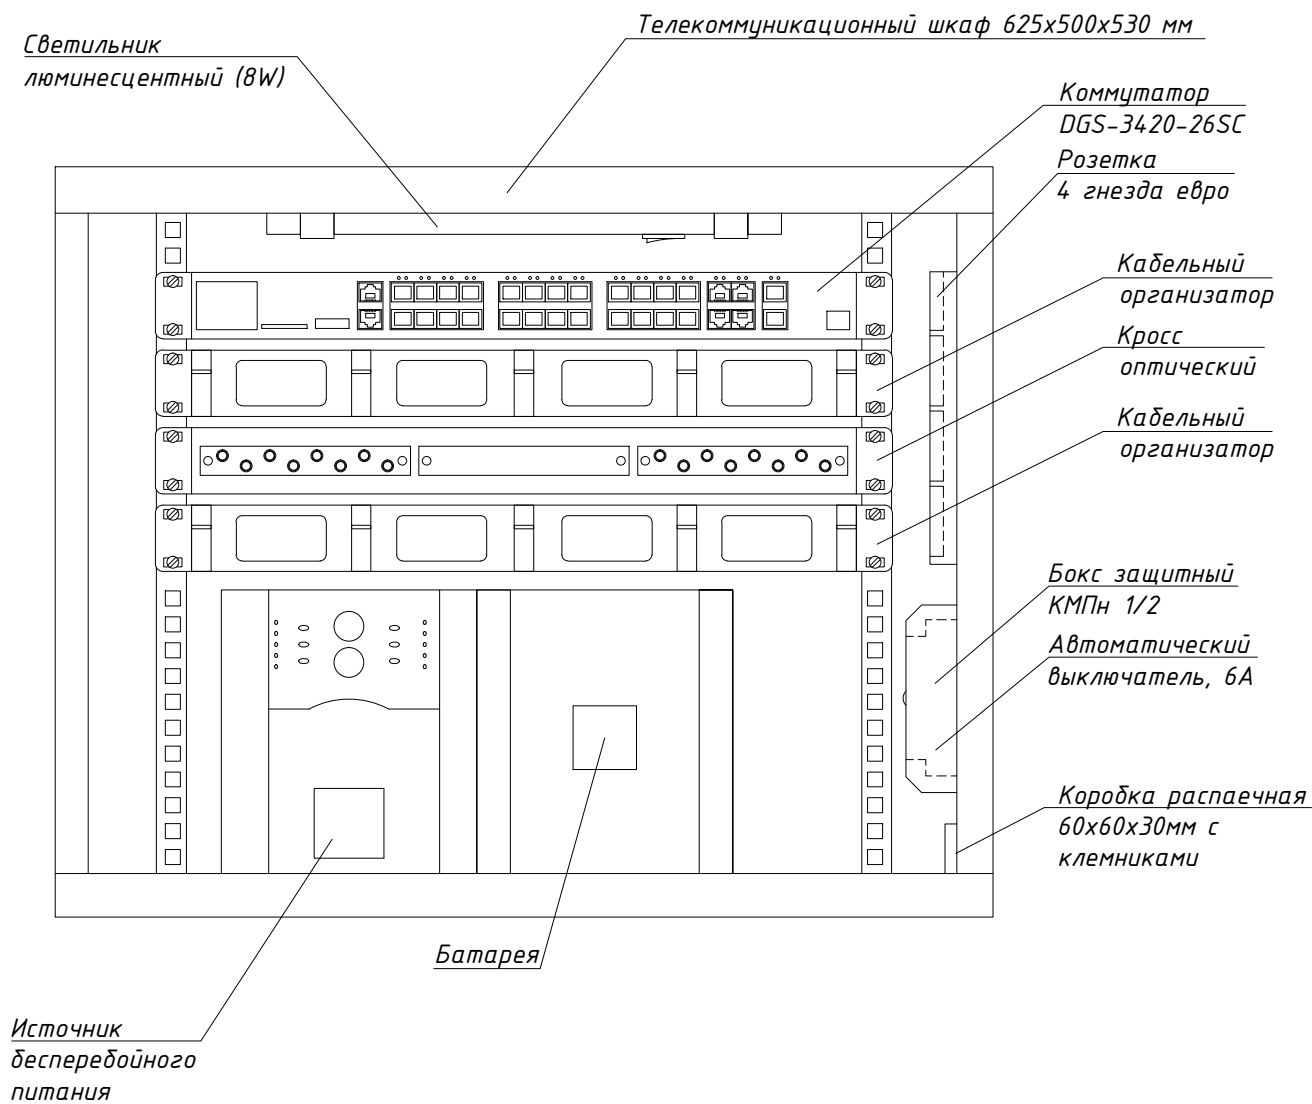 Телекоммуникационный шкаф 625х500х530 мм
Светильник
люминесцентный (8W)
Коммутатор
DGS-3420-26SC
Розетка
4 гнезда евро
Кабельный
организатор
Кросс
оптический
Кабельный
организатор
Бокс защитный
КМПн 1/2
Автоматический
выключатель, 6А
Коробка распаечная
60х60х30мм с
клемниками
Батарея
Источник
бесперебойного
питания